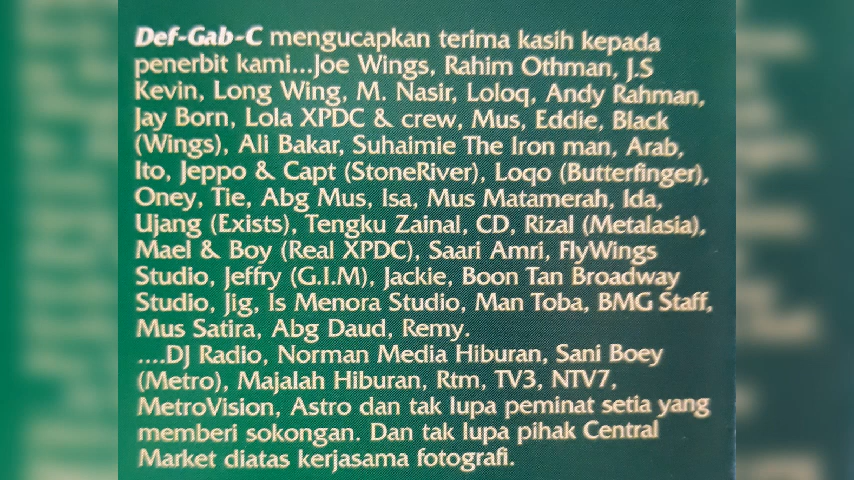 Def-Gab-C mengucapkan terima kasih kepada
penerbit kami...Joe Wings, Rahim Othman, J.S
Kevin, Long Wing, M. Nasir, Loloq, Andy Rahman,
Jay Born, Lola XPDC & crew, Mus, Eddie, Black
(Wings), Ali Bakar, Suhaimie The Iron man, Arab,
Ito, Jeppo & Capt (StoneRiver), Loqo (Butterfinger),
Oney, Tie, Abg Mus, Isa, Mus Matamerah, Ida,
Ujang (Exists), Tengku Zainal, CD, Rizal (Metalasia),
Mael & Boy (Real XPDC), Saari Amri, FlyWings
Studio, Jeffry (G.I.M), Jackie, Boon Tan Broadway
Studio, Jig, Is Menora Studio, Man Toba, BMG Staff,
Mus Satira, Abg Daud, Remy.
....DJ Radio, Norman Media Hiburan, Sani Boey
(Metro), Majalah Hiburan, Rtm, TV3, NTV7,
MetroVision, Astro dan tak lupa peminat setia yang
memberi sokongan. Dan tak lupa pihak Central
Market diatas kerjasama fotografi.